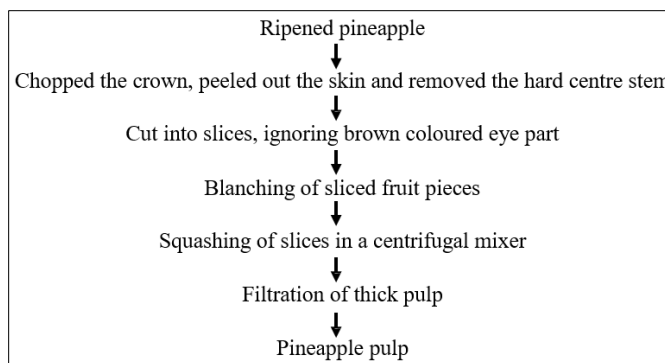 Ripened pineapple
Chopped the crown, peeled out the skin and removed the hard centre stem
Cut into slices, ignoring brown coloured eye part
Blanching of sliced fruit pieces
Squashing of slices in a centrifugal mixer
Filtration of thick pulp
Pineapple pulp